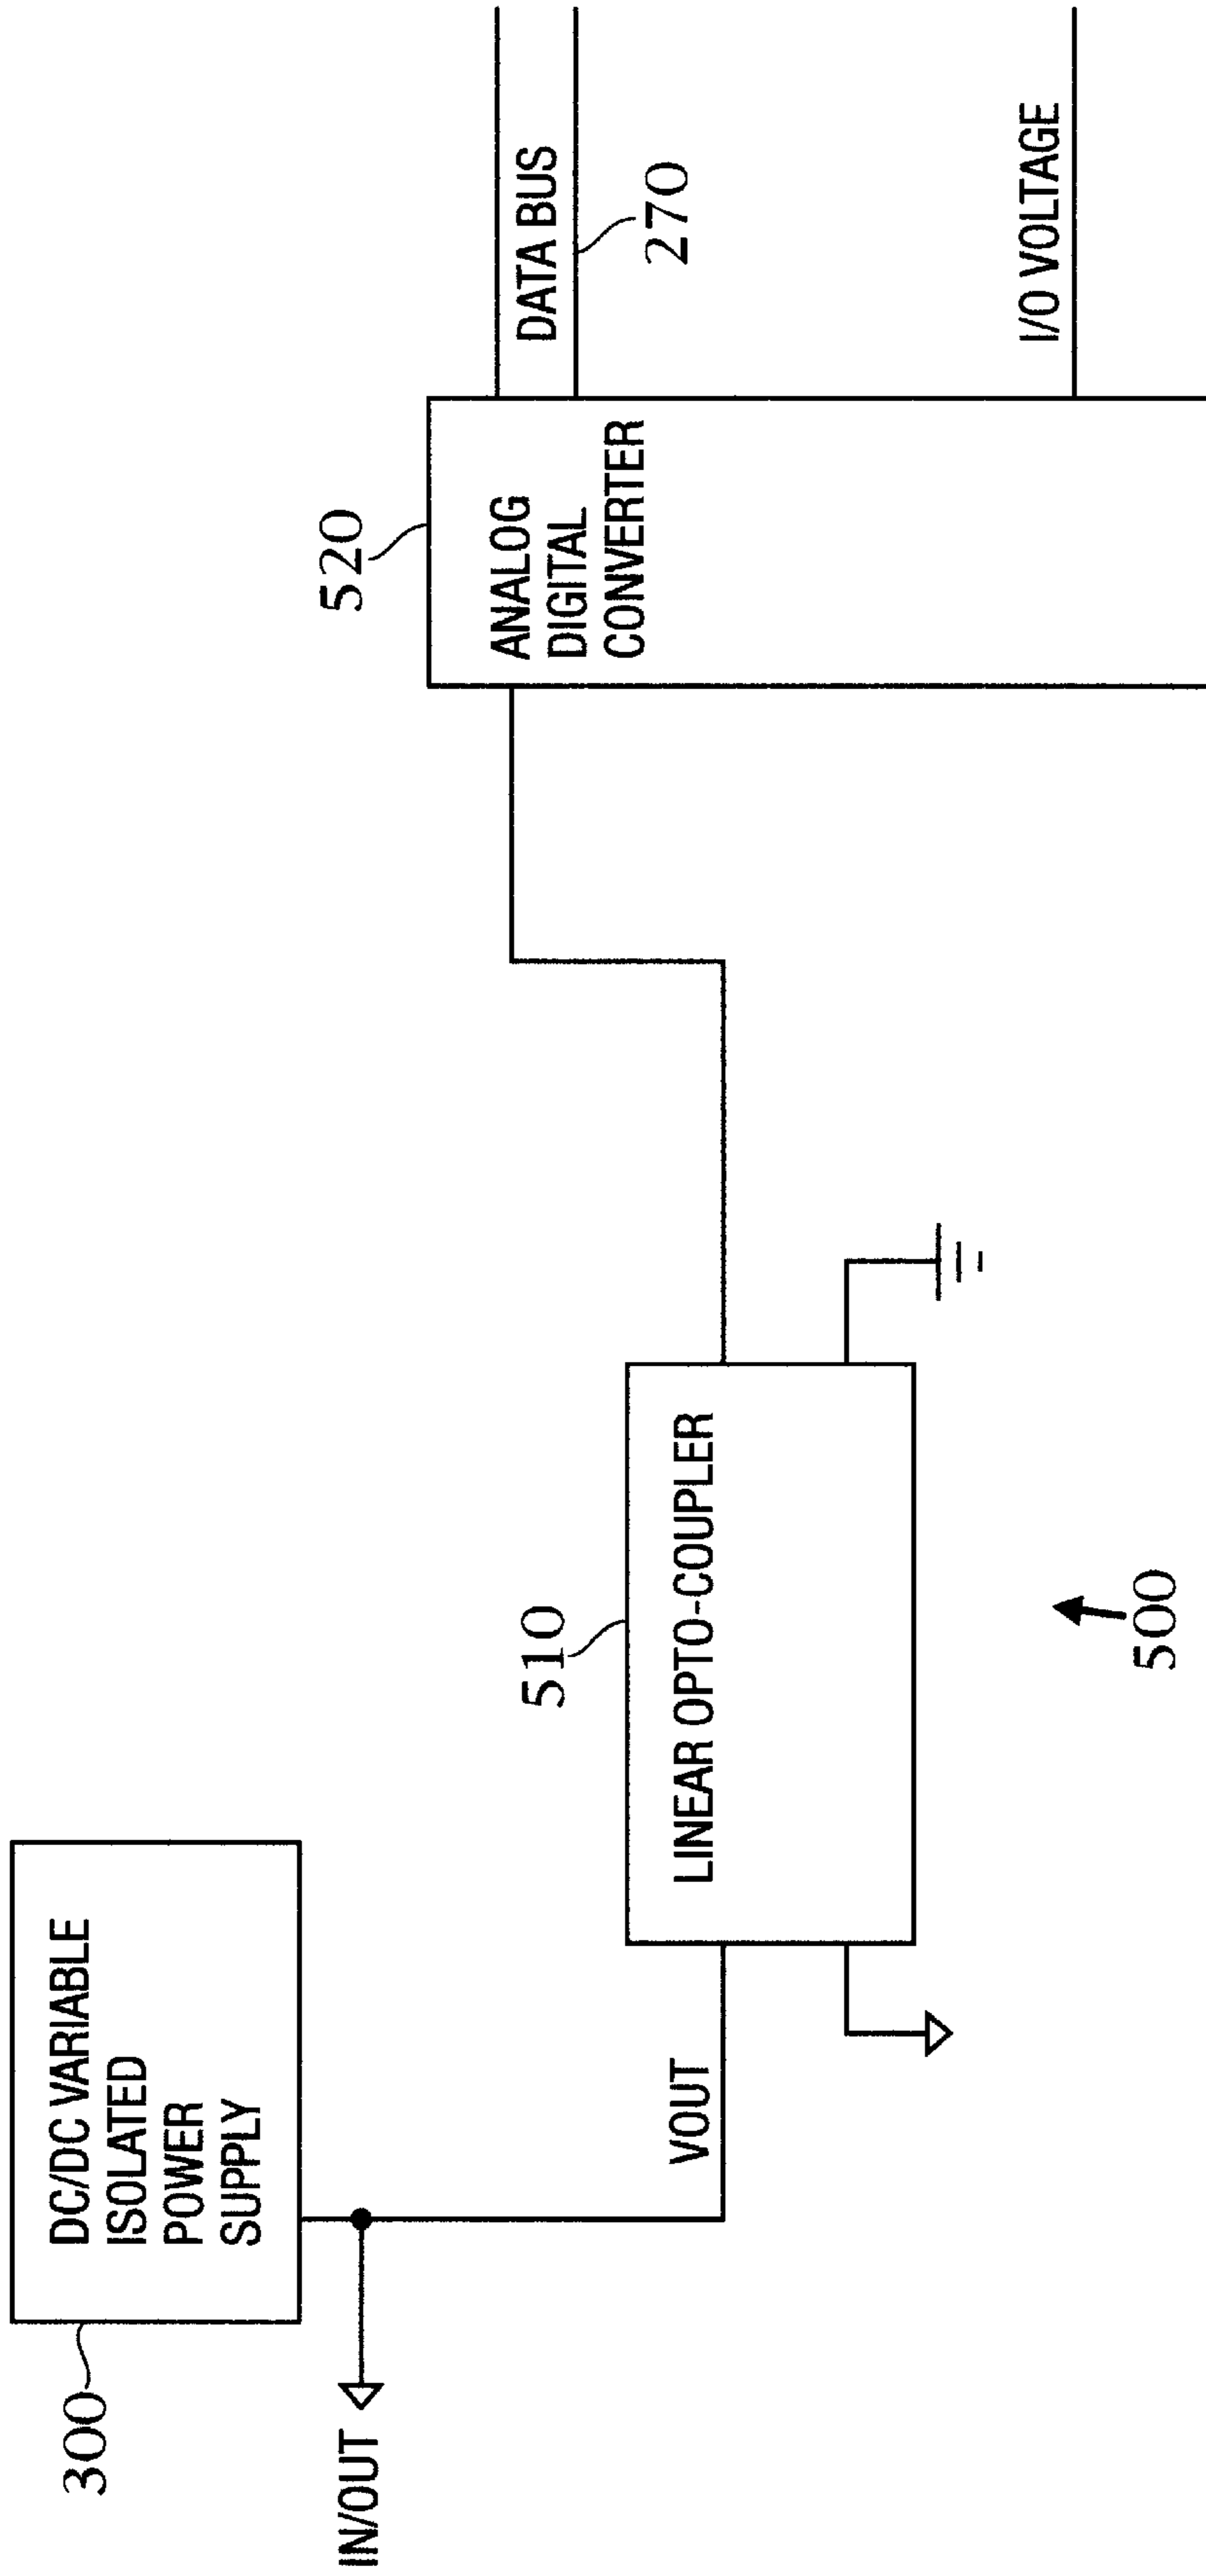 300
DC/DC VARIABLE
ISOLATED
POWER
SUPPLY
IN/OUT
VOUT
510
LINEAR OPTO-COUPLER
500
520
ANALOG
DIGITAL
CONVERTER
DATA BUS
270
I/O VOLTAGE